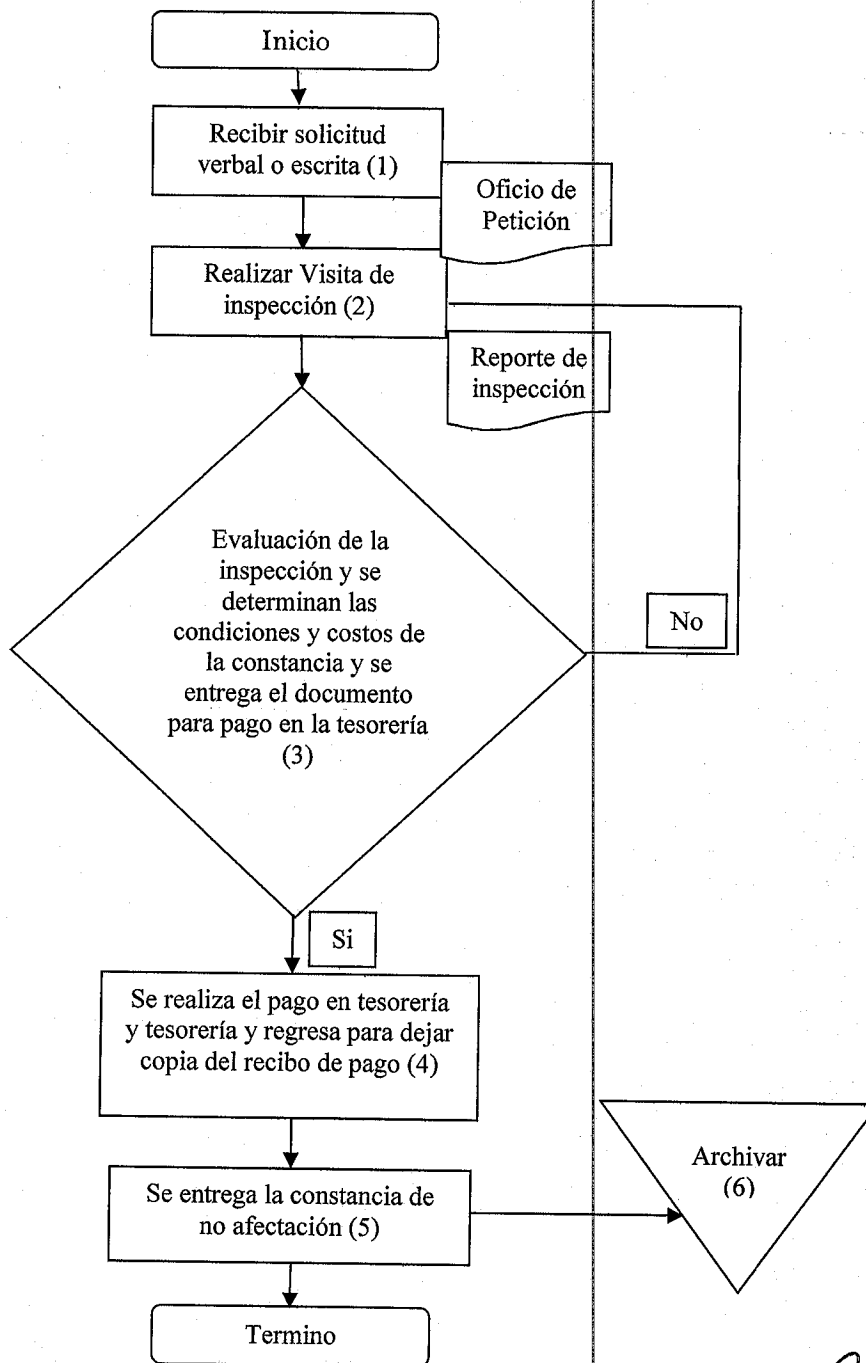 Inicio
Recibir solicitud
verbal o escrita (1)
Oficio de
Petición
Realizar Visita de
inspección (2)
Reporte de
inspección
Evaluación de la
inspección y se
determinan las
condiciones y costos de
la constancia y se
entrega el documento
para pago en la tesorería
(3)
No
Si
Se realiza el pago en tesorería
y tesorería y regresa para dejar
copia del recibo de pago (4)
Se entrega la constancia de
no afectación (5)
Archivar
(6)
Termino